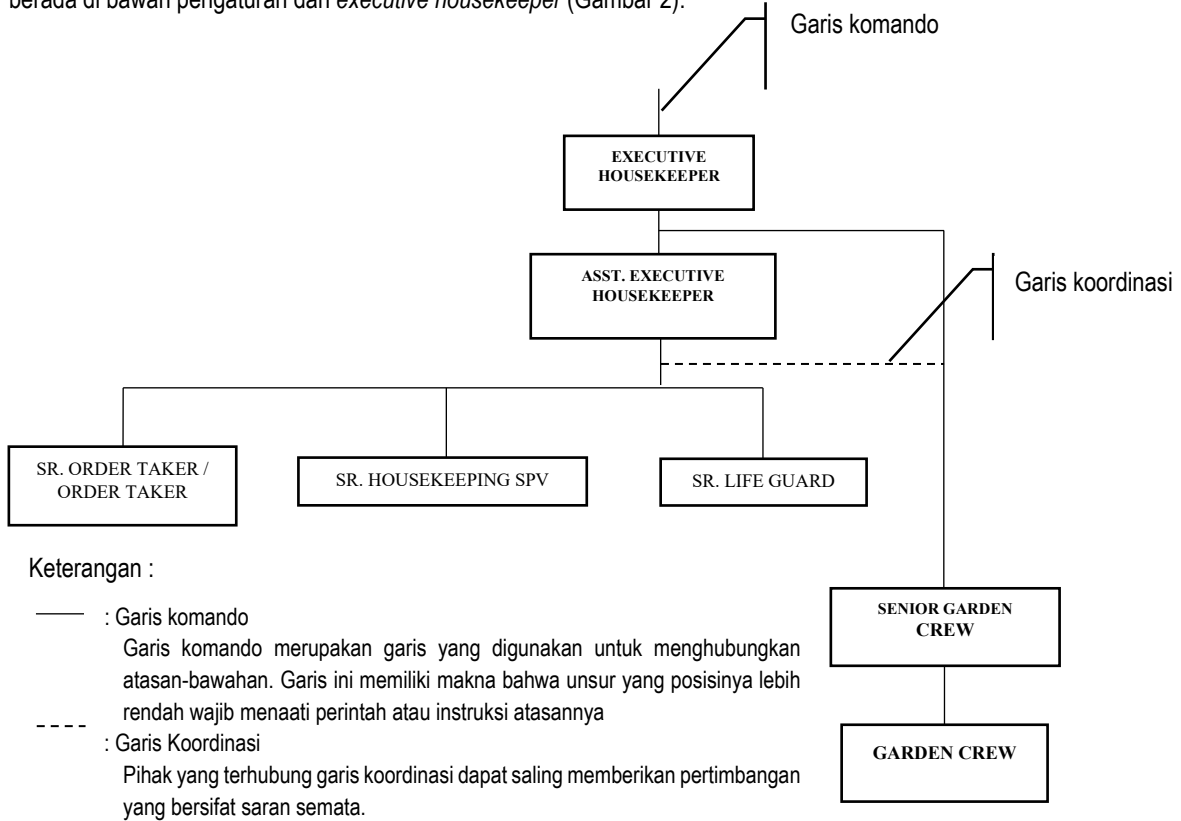 berada di bawah pengaturan dari executive housekeeper (Gambar 2).
Garis komando
EXECUTIVE
HOUSEKEEPER
ASST. EXECUTIVE
HOUSEKEEPER
Garis koordinasi
SR. ORDER TAKER /
ORDER TAKER
SR. HOUSEKEEPING SPV
SR. LIFE GUARD
Keterangan :
: Garis komando
Garis komando merupakan garis yang digunakan untuk menghubungkan
atasan-bawahan. Garis ini memiliki makna bahwa unsur yang posisinya lebih
rendah wajib menaati perintah atau instruksi atasannya
: Garis Koordinasi
Pihak yang terhubung garis koordinasi dapat saling memberikan pertimbangan
yang bersifat saran semata.
SENIOR GARDEN
CREW
GARDEN CREW